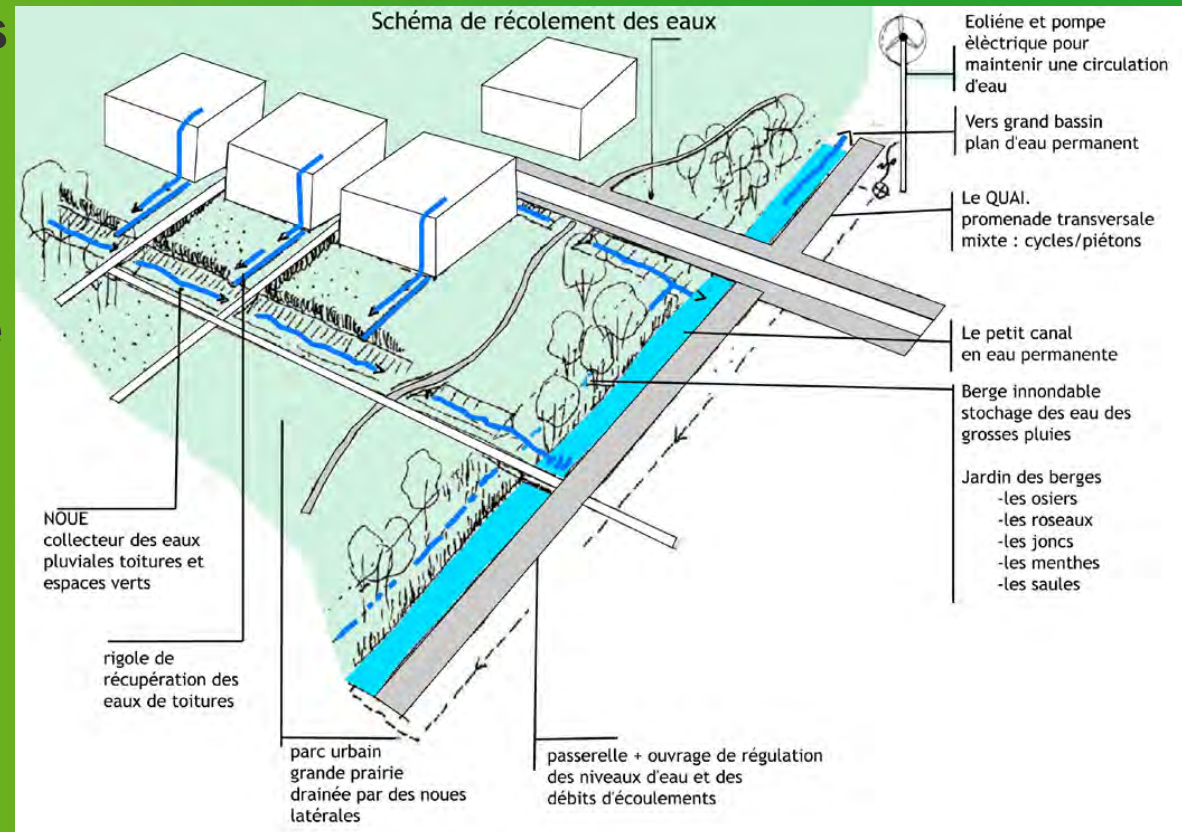 Schéma de récolement des eaux
Eoliéne et pompe
èlèctrique pour
maintenir une circulation
d'eau
Vers grand bassin
plan d'eau permanent
Le QUAI.
promenade transversale
mixte : cycles/piétons
Le petit canal
en eau permanente
Berge innondable
stochage des eau des
grosses pluies
Jardin des berges
-les osiers
-les roseaux
-les joncs
-les menthes
-les saules
NOUE
collecteur des eaux
pluviales toitures et
espaces verts
rigole de
récupération des
eaux de toitures
parc urbain
grande prairie
drainée par des noues
latérales
passerelle + ouvrage de régulation
des niveaux d'eau et des
débits d'écoulements